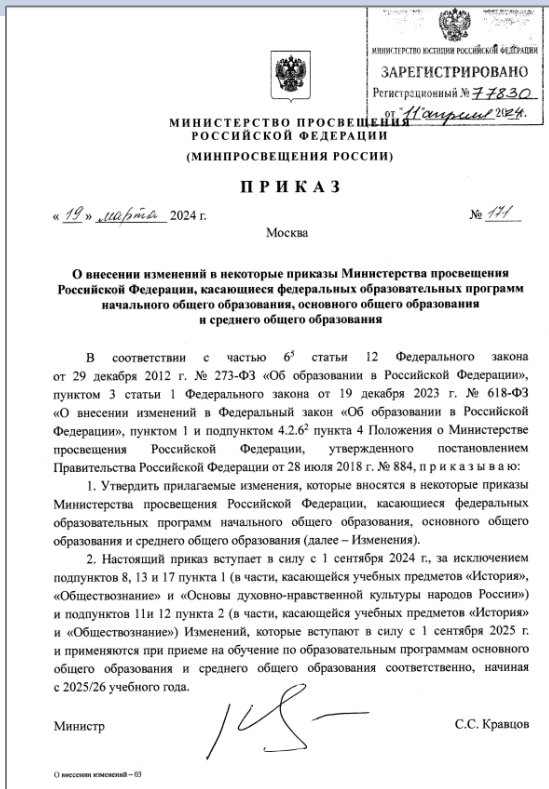 МИНИСТЕРСТВО ЮСТИЦИИ РОССИЙСКОЙ ФЕДЕРАЦИИ
ЗАРЕГИСТРИРОВАНО
Регистрационный № 77830
от "11" апреля 2024.
МИНИСТЕРСТВО ПРОСВЕЩЕНИЯ
РОССИЙСКОЙ ФЕДЕРАЦИИ
(МИНПРОСВЕЩЕНИЯ РОССИИ)
ПРИКАЗ
« 19 » марта 2024 г.
№ 171
Москва
О внесении изменений в некоторые приказы Министерства просвещения
Российской Федерации, касающиеся федеральных образовательных программ
начального общего образования, основного общего образования
и среднего общего образования
В соответствии с частью 6⁵ статьи 12 Федерального закона
от 29 декабря 2012 г. № 273-ФЗ «Об образовании в Российской Федерации»,
пунктом 3 статьи 1 Федерального закона от 19 декабря 2023 г. № 618-ФЗ
«О внесении изменений в Федеральный закон «Об образовании в Российской
Федерации», пунктом 1 и подпунктом 4.2.6² пункта 4 Положения о Министерстве
просвещения Российской Федерации, утвержденного постановлением
Правительства Российской Федерации от 28 июля 2018 г. № 884, п р и к а з ы в а ю:
1. Утвердить прилагаемые изменения, которые вносятся в некоторые приказы
Министерства просвещения Российской Федерации, касающиеся федеральных
образовательных программ начального общего образования, основного общего
образования и среднего общего образования (далее – Изменения).
2. Настоящий приказ вступает в силу с 1 сентября 2024 г., за исключением
подпунктов 8, 13 и 17 пункта 1 (в части, касающейся учебных предметов «История»,
«Обществознание» и «Основы духовно-нравственной культуры народов России»)
и подпунктов 11и 12 пункта 2 (в части, касающейся учебных предметов «История»
и «Обществознание») Изменений, которые вступают в силу с 1 сентября 2025 г.
и применяются при приеме на обучение по образовательным программам основного
общего образования и среднего общего образования соответственно, начиная
с 2025/26 учебного года.
Министр
С.С. Кравцов
О внесении изменений – 03